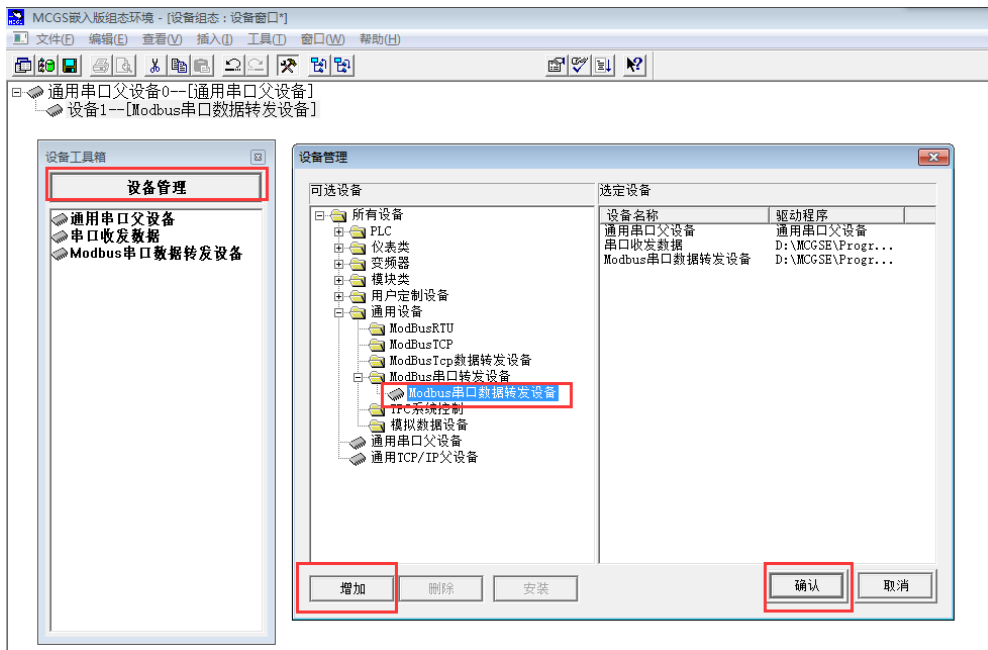 MCGS嵌入版组态环境 - [设备组态：设备窗口*]
文件(F) 编辑(E) 查看(V) 插入(I) 工具(T) 窗口(W) 帮助(H)
通用串口父设备0--[通用串口父设备]
设备1--[Modbus串口数据转发设备]
设备工具箱
设备管理
通用串口父设备
串口收发数据
Modbus串口数据转发设备
设备管理
可选设备
所有设备
PLC
仪表类
变频器
模块类
用户定制设备
通用设备
ModBusRTU
ModBusTCP
ModBusTcp数据转发设备
ModBus串口转发设备
Modbus串口数据转发设备
TPC系统控制
模拟数据设备
通用串口父设备
通用TCP/IP父设备
选定设备
设备名称 驱动程序
通用串口父设备 通用串口父设备
串口收发数据 D:\MCGSE\Progr...
Modbus串口数据转发设备 D:\MCGSE\Progr...
增加 删除 安装 确认 取消